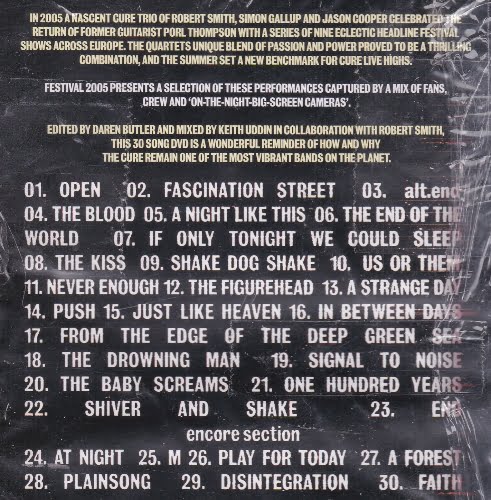 IN 2005 A NASCENT CURE TRIO OF ROBERT SMITH, SIMON GALLUP AND JASON COOPER CELEBRATED THE
RETURN OF FORMER GUITARIST PORL THOMPSON WITH A SERIES OF NINE ECLECTIC HEADLINE FESTIVAL
SHOWS ACROSS EUROPE. THE QUARTETS UNIQUE BLEND OF PASSION AND POWER PROVED TO BE A THRILLING
COMBINATION, AND THE SUMMER SET A NEW BENCHMARK FOR CURE LIVE HIGHS.
FESTIVAL 2005 PRESENTS A SELECTION OF THESE PERFORMANCES CAPTURED BY A MIX OF FANS,
CREW AND 'ON-THE-NIGHT-BIG-SCREEN CAMERAS'.
EDITED BY DAREN BUTLER AND MIXED BY KEITH UDDIN IN COLLABORATION WITH ROBERT SMITH,
THIS 30 SONG DVD IS A WONDERFUL REMINDER OF HOW AND WHY
THE CURE REMAIN ONE OF THE MOST VIBRANT BANDS ON THE PLANET.
01. OPEN 02. FASCINATION STREET 03. alt.end
04. THE BLOOD 05. A NIGHT LIKE THIS 06. THE END OF THE
WORLD 07. IF ONLY TONIGHT WE COULD SLEEP
08. THE KISS 09. SHAKE DOG SHAKE 10. US OR THEM
11. NEVER ENOUGH 12. THE FIGUREHEAD 13. A STRANGE DAY
14. PUSH 15. JUST LIKE HEAVEN 16. IN BETWEEN DAYS
17. FROM THE EDGE OF THE DEEP GREEN SEA
18. THE DROWNING MAN 19. SIGNAL TO NOISE
20. THE BABY SCREAMS 21. ONE HUNDRED YEARS
22. SHIVER AND SHAKE 23. END
encore section
24. AT NIGHT 25. M 26. PLAY FOR TODAY 27. A FOREST
28. PLAINSONG 29. DISINTEGRATION 30. FAITH